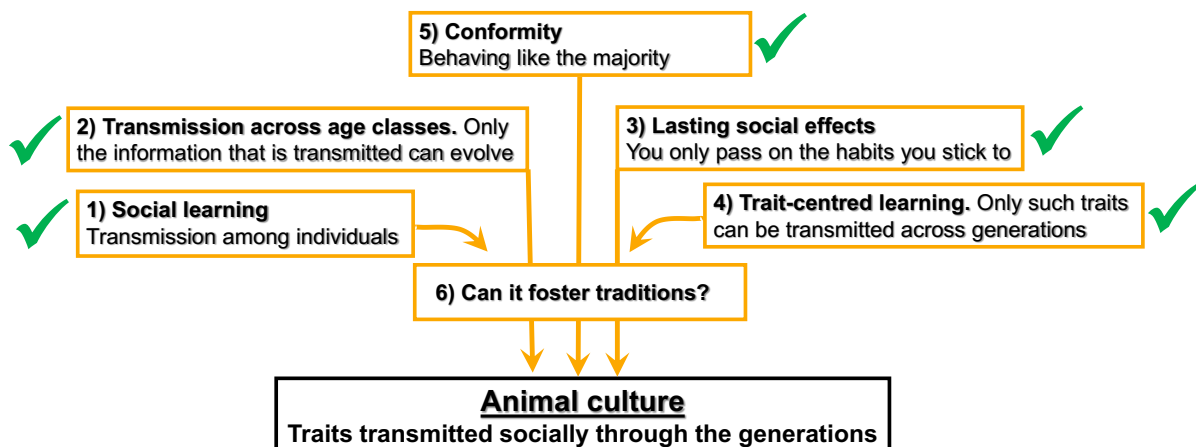 5) Conformity
Behaving like the majority
2) Transmission across age classes. Only
the information that is transmitted can evolve
3) Lasting social effects
You only pass on the habits you stick to
1) Social learning
Transmission among individuals
4) Trait-centred learning. Only such traits
can be transmitted across generations
6) Can it foster traditions?
Animal culture
Traits transmitted socially through the generations